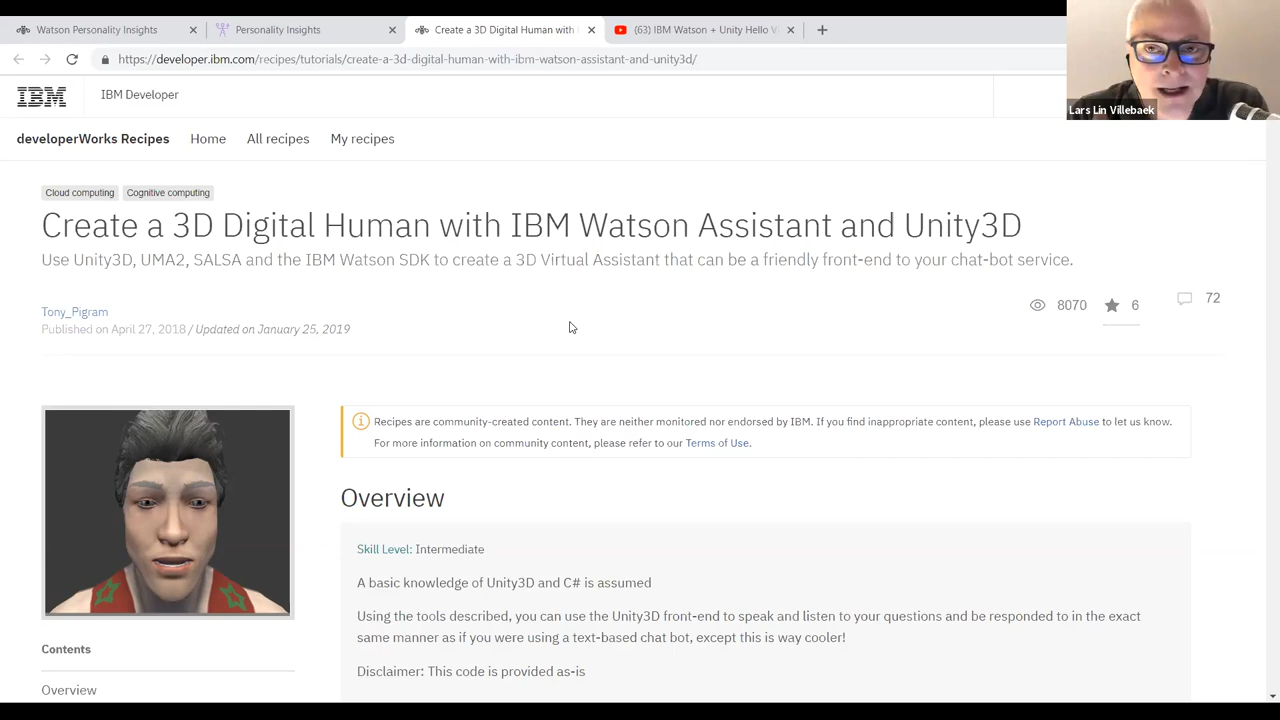 Watson Personality Insights
Personality Insights
Create a 3D Digital Human with
(63) IBM Watson + Unity Hello
https://developer.ibm.com/recipes/tutorials/create-a-3d-digital-human-with-ibm-watson-assistant-and-unity3d/
Lars Lin Villebaek
IBM
IBM Developer
developerWorks Recipes Home All recipes My recipes
Cloud computing Cognitive computing
Create a 3D Digital Human with IBM Watson Assistant and Unity3D
Use Unity3D, UMA2, SALSA and the IBM Watson SDK to create a 3D Virtual Assistant that can be a friendly front-end to your chat-bot service.
Tony_Pigram
Published on April 27, 2018 / Updated on January 25, 2019
8070 6 72
Recipes are community-created content. They are neither monitored nor endorsed by IBM. If you find inappropriate content, please use Report Abuse to let us know.
For more information on community content, please refer to our Terms of Use.
Overview
Skill Level: Intermediate
A basic knowledge of Unity3D and C# is assumed
Using the tools described, you can use the Unity3D front-end to speak and listen to your questions and be responded to in the exact
same manner as if you were using a text-based chat bot, except this is way cooler!
Disclaimer: This code is provided as-is
Contents
Overview